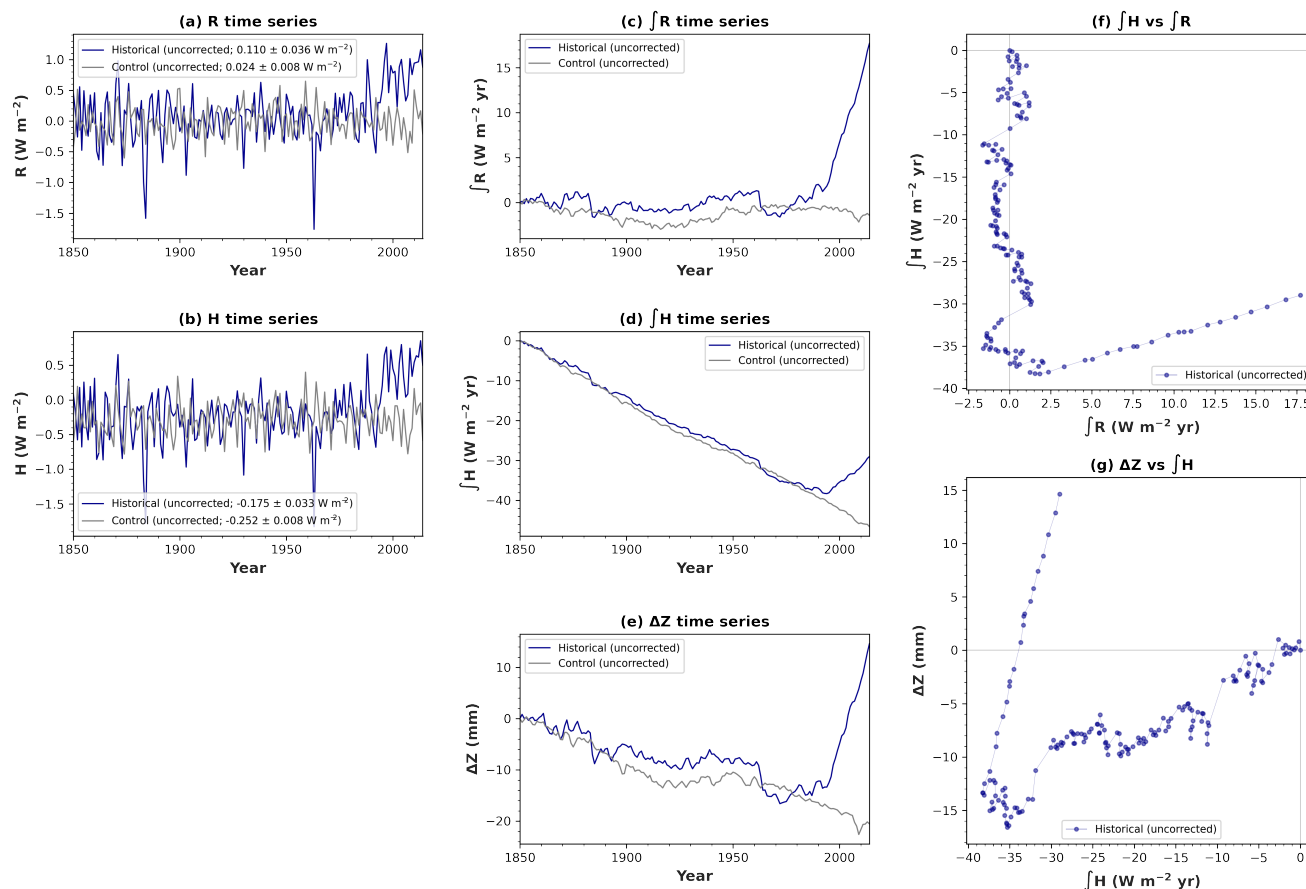 (a) R time series
Historical (uncorrected; 0.110 ± 0.036 W m⁻²)
Control (uncorrected; 0.024 ± 0.008 W m⁻²)
R (W m⁻²)
1.0
0.5
0.0
−0.5
−1.0
−1.5
1850 1900 1950 2000
Year
(b) H time series
Historical (uncorrected; -0.175 ± 0.033 W m⁻²)
Control (uncorrected; -0.252 ± 0.008 W m⁻²)
H (W m⁻²)
0.5
0.0
−0.5
−1.0
−1.5
1850 1900 1950 2000
Year
(c) ∫R time series
Historical (uncorrected)
Control (uncorrected)
∫R (W m⁻² yr)
15
10
5
0
1850 1900 1950 2000
Year
(d) ∫H time series
Historical (uncorrected)
Control (uncorrected)
∫H (W m⁻² yr)
0
−10
−20
−30
−40
1850 1900 1950 2000
Year
(e) ΔZ time series
Historical (uncorrected)
Control (uncorrected)
ΔZ (mm)
10
0
−10
−20
1850 1900 1950 2000
Year
(f) ∫H vs ∫R
∫H (W m⁻² yr)
0
−5
−10
−15
−20
−25
−30
−35
−40
Historical (uncorrected)
−2.5 0.0 2.5 5.0 7.5 10.0 12.5 15.0 17.5
∫R (W m⁻² yr)
(g) ΔZ vs ∫H
ΔZ (mm)
15
10
5
0
−5
−10
−15
Historical (uncorrected)
−40 −35 −30 −25 −20 −15 −10 −5 0
∫H (W m⁻² yr)